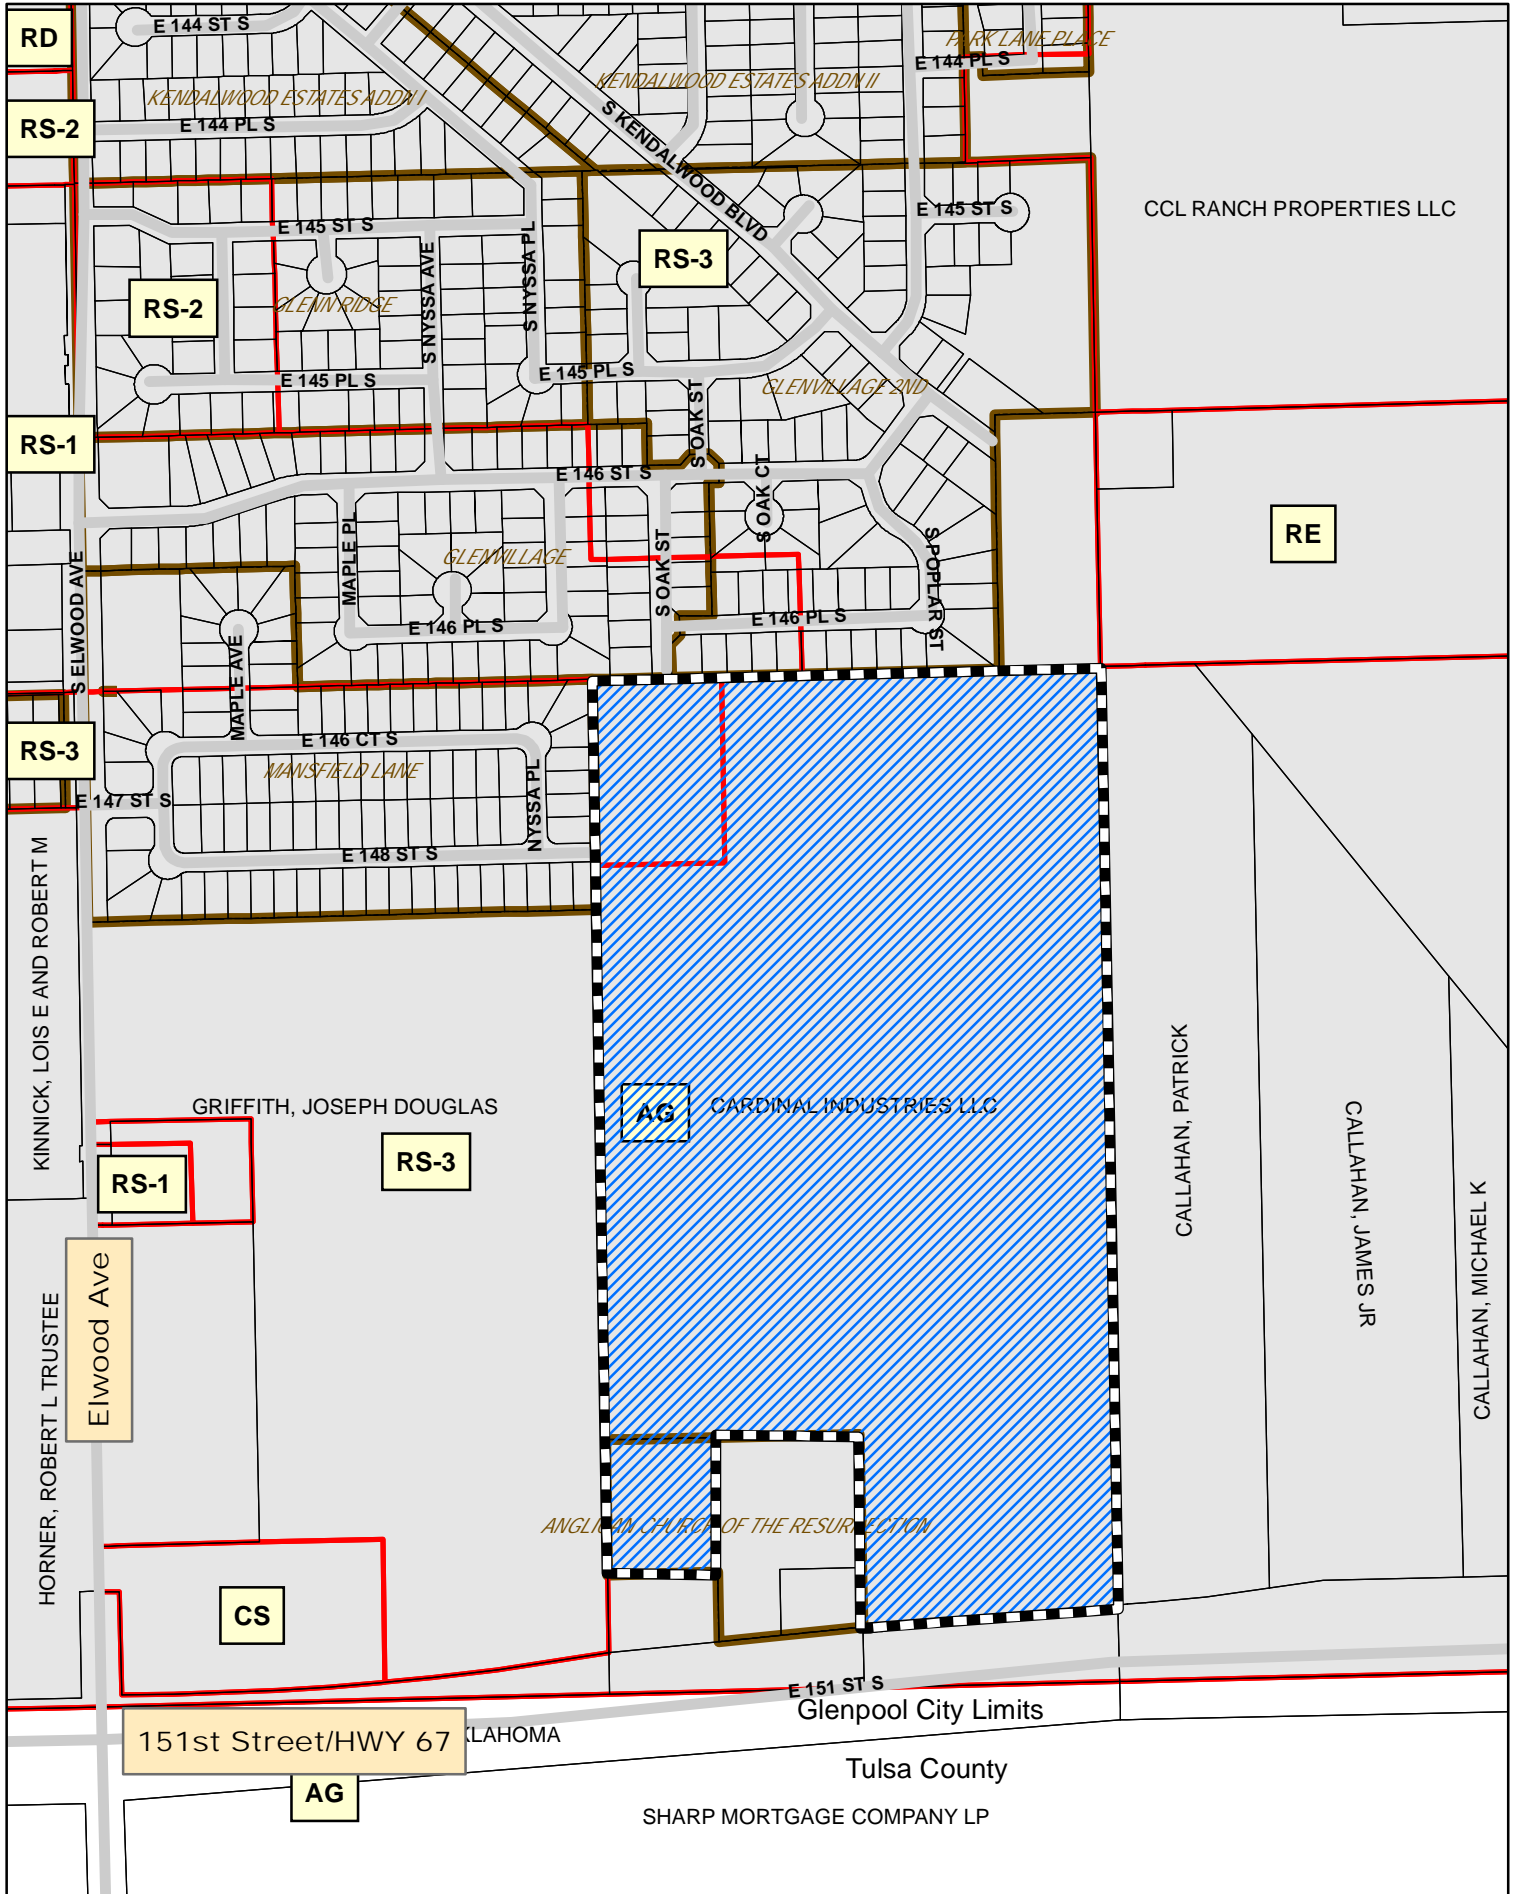 RD
E 144 ST S
PARK LANE PLACE
E 144 PL S
KENDALWOOD ESTATES ADDN II
KENDALWOOD ESTATES ADDN I
RS-2
E 144 PL S
S KENDALWOOD BLVD
CCL RANCH PROPERTIES LLC
E 145 ST S
E 145 ST S
RS-3
S NYSSA AVE
S NYSSA PL
RS-2
GLENN RIDGE
E 145 PL S
E 145 PL S
GLENVILLAGE 2ND
S OAK ST
RS-1
E 146 ST S
S OAK CT
RE
S ELWOOD AVE
MAPLE PL
GLENVILLAGE
S OAK ST
S POPLAR ST
E 146 PL S
E 146 PL S
MAPLE AVE
RS-3
E 146 CT S
MANSFIELD LANE
NYSSA PL
E 147 ST S
E 148 ST S
KINNICK, LOIS E AND ROBERT M
GRIFFITH, JOSEPH DOUGLAS
AG
CARDINAL INDUSTRIES LLC
CALLAHAN, PATRICK
CALLAHAN, JAMES JR
CALLAHAN, MICHAEL K
RS-3
RS-1
Elwood Ave
HORNER, ROBERT L TRUSTEE
ANGLICAN CHURCH OF THE RESURRECTION
CS
E 151 ST S
Glenpool City Limits
151st Street/HWY 67
KLAHOMA
Tulsa County
AG
SHARP MORTGAGE COMPANY LP